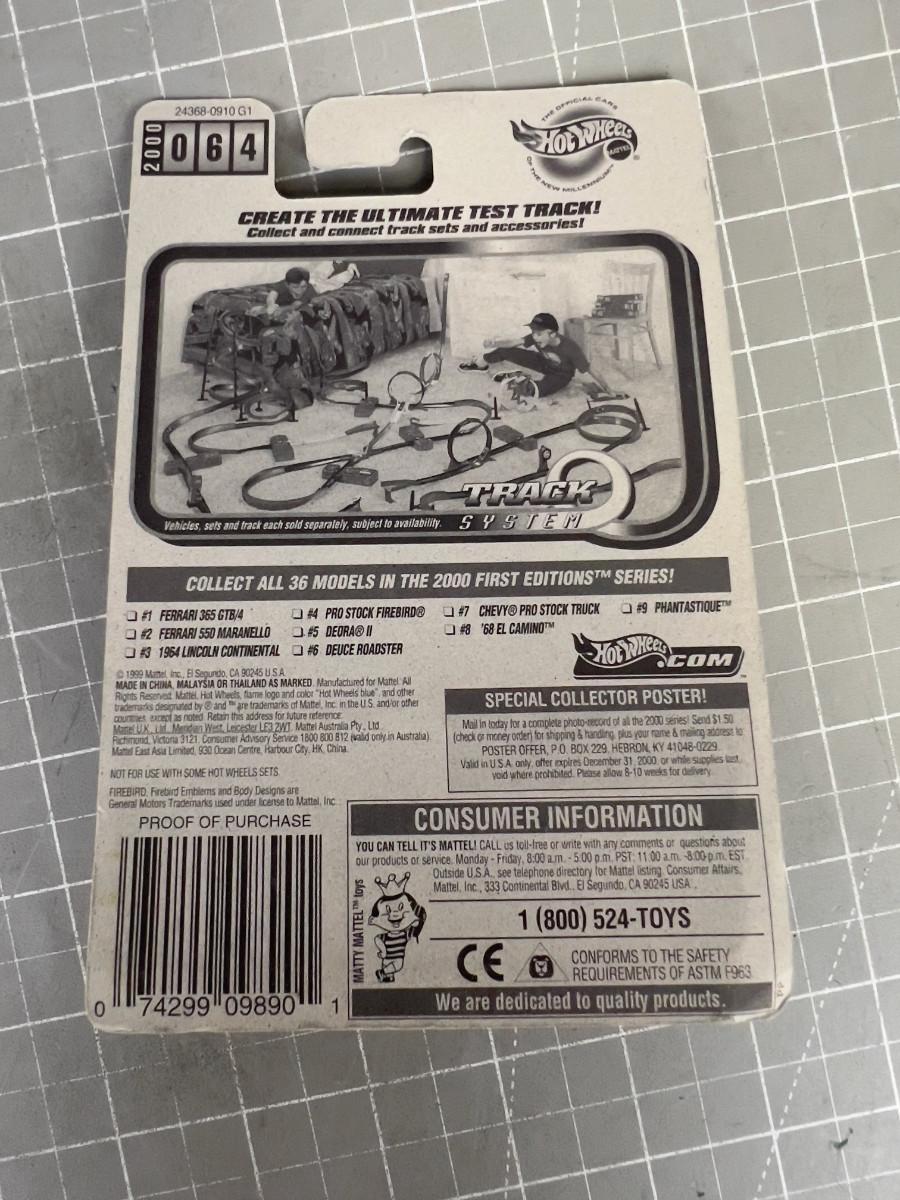 24368-0910 G1
2000 064
THE OFFICIAL CARS
Hot Wheels®
MATTEL
OF THE NEW MILLENNIUM™
CREATE THE ULTIMATE TEST TRACK!
Collect and connect track sets and accessories!
TRACK
SYSTEM
Vehicles, sets and track each sold separately, subject to availability.
COLLECT ALL 36 MODELS IN THE 2000 FIRST EDITIONS™ SERIES!
#1 FERRARI 365 GTB/4
#2 FERRARI 550 MARANELLO
#3 1964 LINCOLN CONTINENTAL
#4 PRO STOCK FIREBIRD®
#5 DEORA® II
#6 DEUCE ROADSTER
#7 CHEVY® PRO STOCK TRUCK
#8 '68 EL CAMINO™
#9 PHANTASTIQUE™
Hot Wheels.COM™
© 1999 Mattel, Inc., El Segundo, CA 90245 U.S.A.
MADE IN CHINA, MALAYSIA OR THAILAND AS MARKED. Manufactured for Mattel. All
Rights Reserved. Mattel, Hot Wheels, flame logo and color "Hot Wheels blue", and other
trademarks designated by ® and ™ are trademarks of Mattel, Inc. in the U.S. and/or other
countries, except as noted. Retain this address for future reference:
Mattel U.K., Ltd., Meridian West, Leicester LE3 2WT. Mattel Australia Pty., Ltd.,
Richmond, Victoria 3121. Consumer Advisory Service 1800 800 812 (valid only in Australia).
Mattel East Asia Limited, 930 Ocean Centre, Harbour City, HK, China.
NOT FOR USE WITH SOME HOT WHEELS SETS.
FIREBIRD, Firebird Emblems and Body Designs are
General Motors Trademarks used under license to Mattel, Inc.
SPECIAL COLLECTOR POSTER!
Mail in today for a complete photo-record of all the 2000 series! Send $1.50
(check or money order) for shipping & handling, plus your name & mailing address to:
POSTER OFFER, P.O. BOX 229, HEBRON, KY 41048-0229.
Valid in U.S.A. only, offer expires December 31, 2000, or while supplies last,
void where prohibited. Please allow 8-10 weeks for delivery.
PROOF OF PURCHASE
0 74299 09890 1
CONSUMER INFORMATION
YOU CAN TELL IT'S MATTEL! CALL us toll-free or write with any comments or questions about
our products or service. Monday - Friday, 8:00 a.m. - 5:00 p.m. PST; 11:00 a.m. -8:00 p.m. EST.
Outside U.S.A., see telephone directory for Mattel listing. Consumer Affairs,
Mattel, Inc., 333 Continental Blvd., El Segundo, CA 90245 USA.
MATTY MATTEL™ toys
1 (800) 524-TOYS
CE
CONFORMS TO THE SAFETY
REQUIREMENTS OF ASTM F963
We are dedicated to quality products.